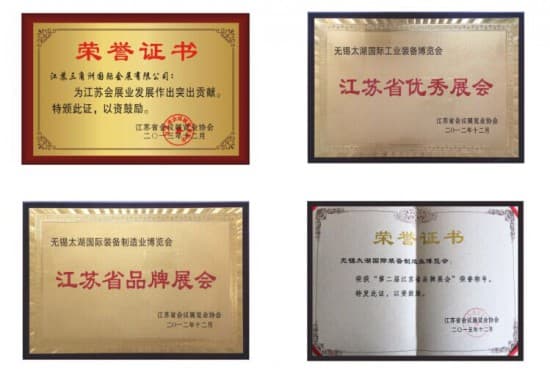 荣誉证书
江苏三角洲国际会展有限公司：
为江苏会展业发展作出突出贡献。
特颁此证，以资鼓励。
江苏省会议展览业协会
二〇一三年十二月
无锡太湖国际工业装备博览会
江苏省优秀展会
江苏省会议展览业协会
二〇一二年十二月
无锡太湖国际装备制造业博览会
江苏省品牌展会
江苏省会议展览业协会
二〇一二年十二月
荣誉证书
无锡太湖国际装备制造业博览会：
荣获“第二届江苏省品牌展会”荣誉称号。
特发此证，以资鼓励。
江苏省会议展览业协会
二〇一五年十二月